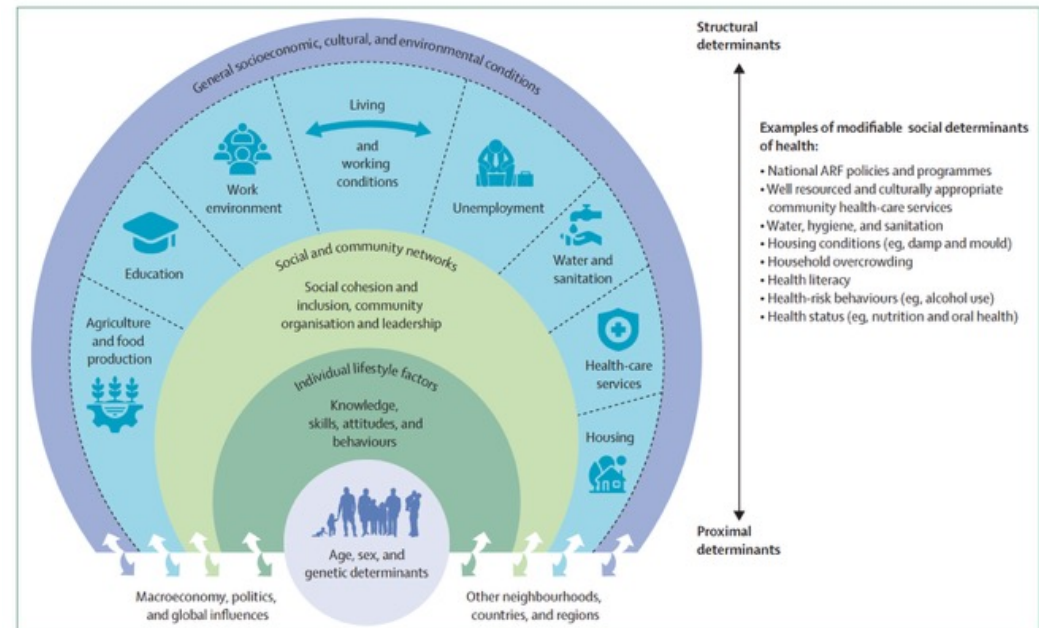 General socioeconomic, cultural, and environmental conditions
Living
and
working
conditions
Work
environment
Unemployment
Education
Water and
sanitation
Agriculture
and food
production
Health-care
services
Housing
Social and community networks
Social cohesion and
inclusion, community
organisation and leadership
Individual lifestyle factors
Knowledge,
skills, attitudes, and
behaviours
Age, sex, and
genetic determinants
Macroeconomy, politics,
and global influences
Other neighbourhoods,
countries, and regions
Structural
determinants
Proximal
determinants
Examples of modifiable social determinants
of health:
• National ARF policies and programmes
• Well resourced and culturally appropriate
community health-care services
• Water, hygiene, and sanitation
• Housing conditions (eg, damp and mould)
• Household overcrowding
• Health literacy
• Health-risk behaviours (eg, alcohol use)
• Health status (eg, nutrition and oral health)